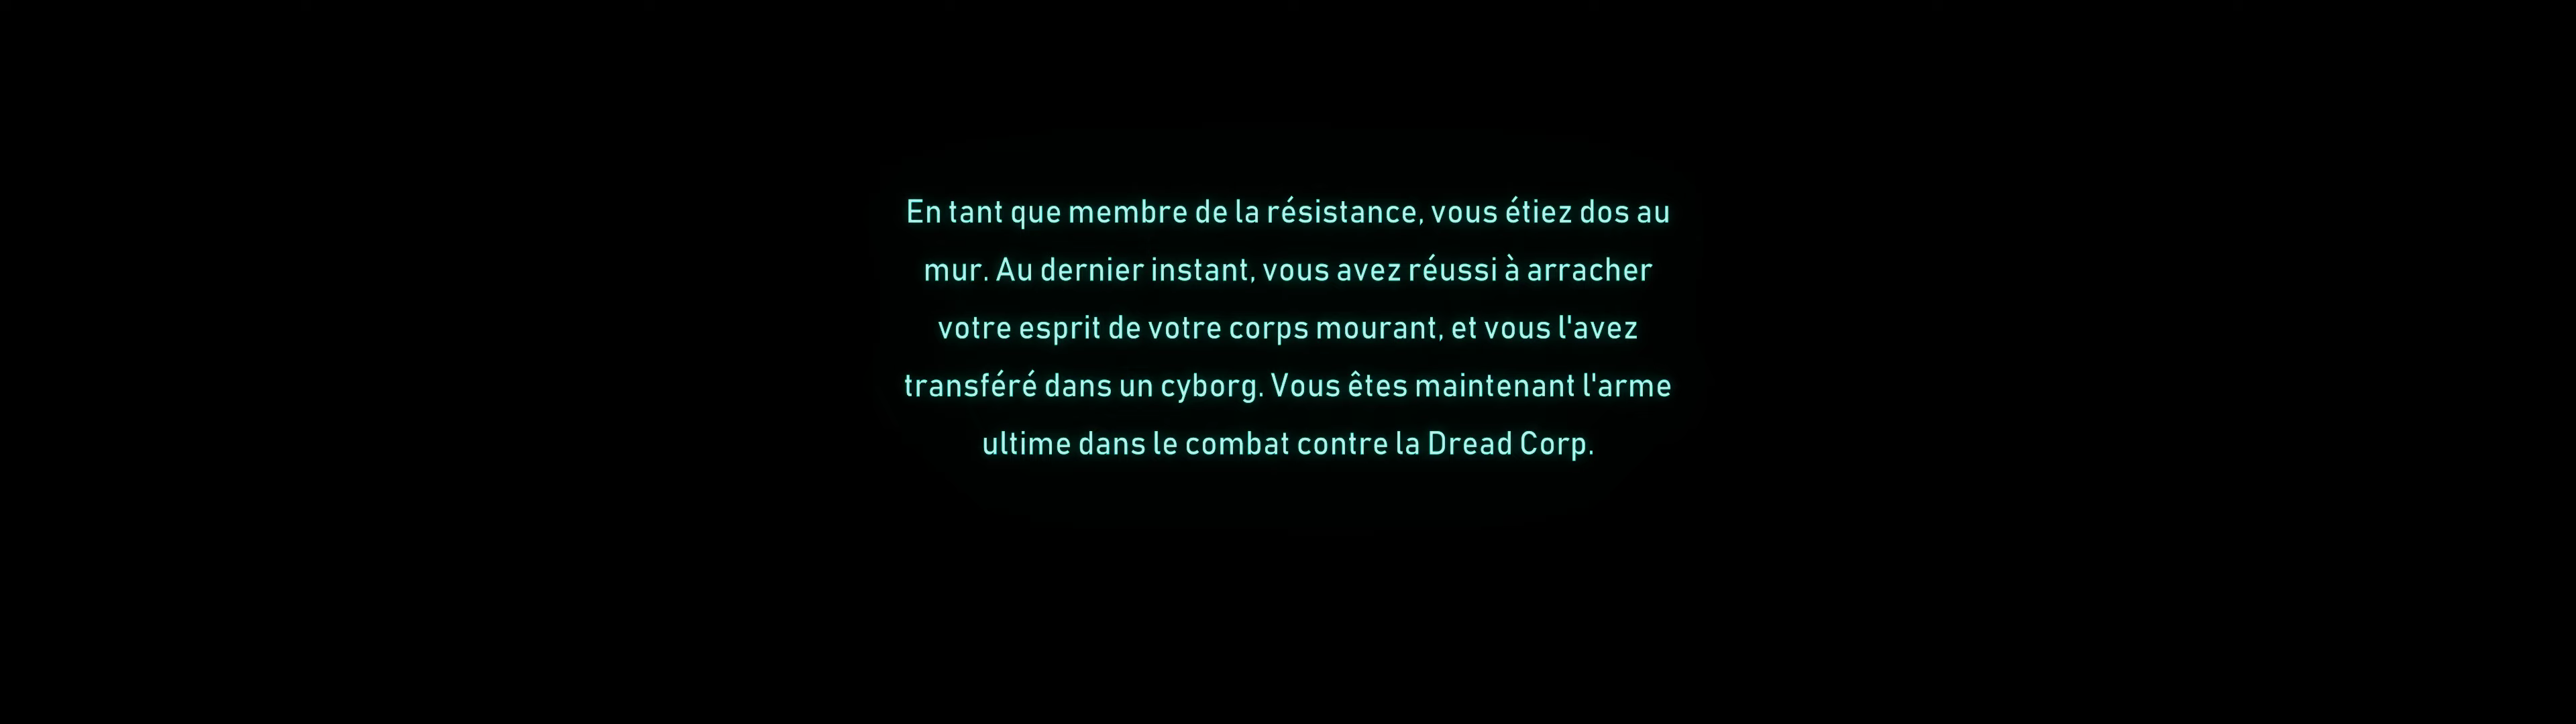 En tant que membre de la résistance, vous étiez dos au
mur. Au dernier instant, vous avez réussi à arracher
votre esprit de votre corps mourant, et vous l'avez
transféré dans un cyborg. Vous êtes maintenant l'arme
ultime dans le combat contre la Dread Corp.